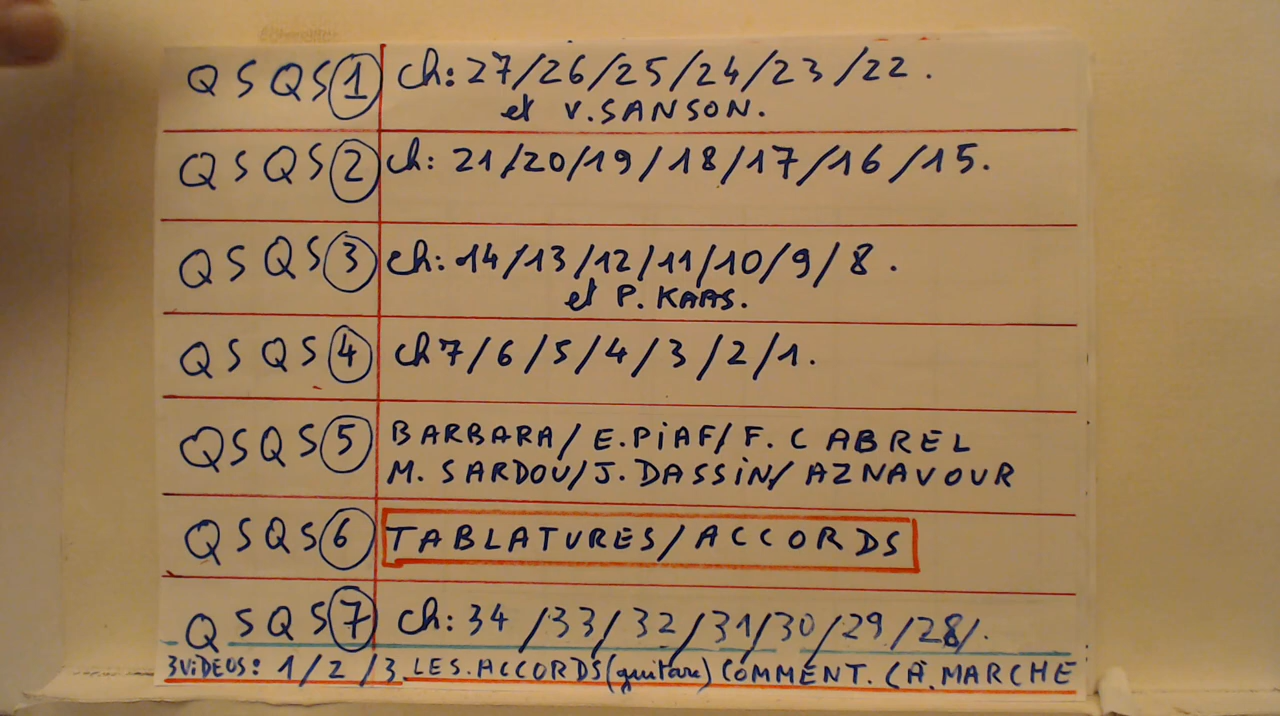 QSQS 1 Ch: 27/26/25/24/23/22.
et V.SANSON.
QSQS 2 Ch: 21/20/19/18/17/16/15.
QSQS 3 Ch: 14/13/12/11/10/9/8.
et P. KAAS.
QSQS 4 Ch 7/6/5/4/3/2/1.
QSQS 5 BARBARA/ E.PiAF/ F. CABREL
M. SARDOU/ J. DASSiN/ AZNAVOUR
QSQS 6 TABLATURES/ACCORDS
QSQS 7 Ch: 34/33/32/31/30/29/28/.
3ViDEOS: 1/2/3.LES.ACCORDS(guitare) COMMENT. CA.MARCHE